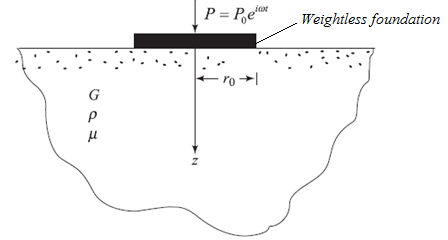 P = P₀e^{iωt}
Weightless foundation
r₀
G
ρ
μ
z